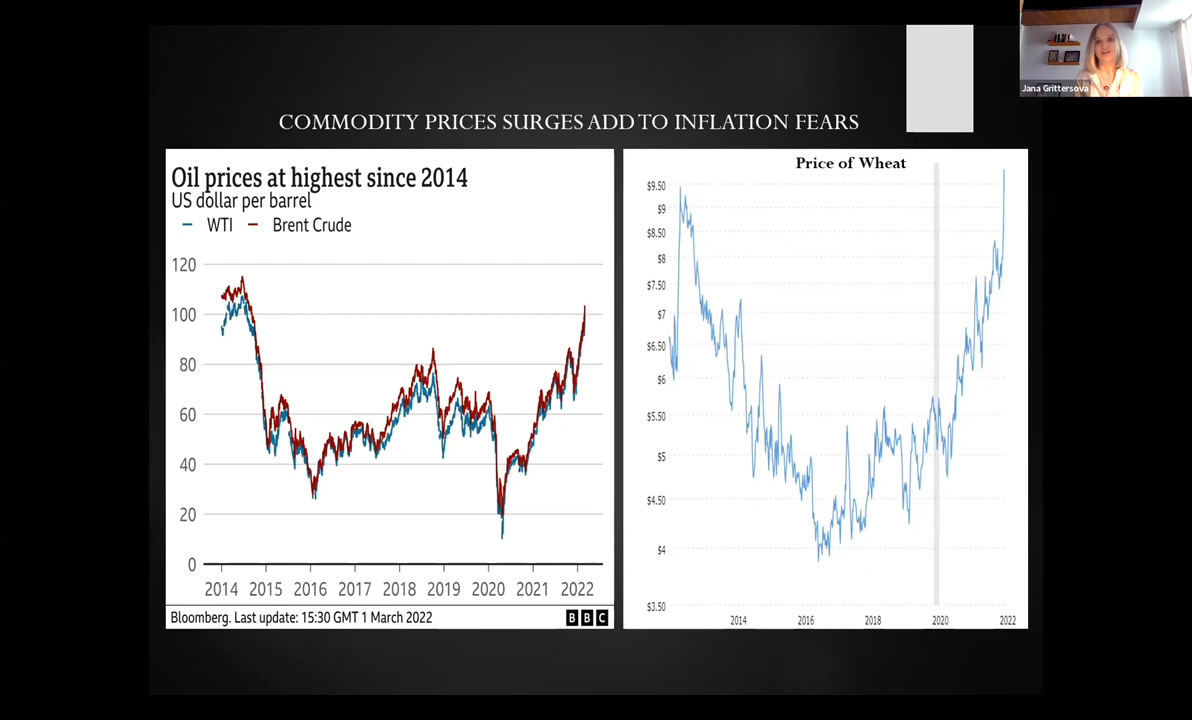 Jana Grittersova
COMMODITY PRICES SURGES ADD TO INFLATION FEARS
Oil prices at highest since 2014
US dollar per barrel
WTI Brent Crude
120
100
80
60
40
20
0
2014 2015 2016 2017 2018 2019 2020 2021 2022
Bloomberg. Last update: 15:30 GMT 1 March 2022 BBC
Price of Wheat
$9.50
$9
$8.50
$8
$7.50
$7
$6.50
$6
$5.50
$5
$4.50
$4
$3.50
2014 2016 2018 2020 2022